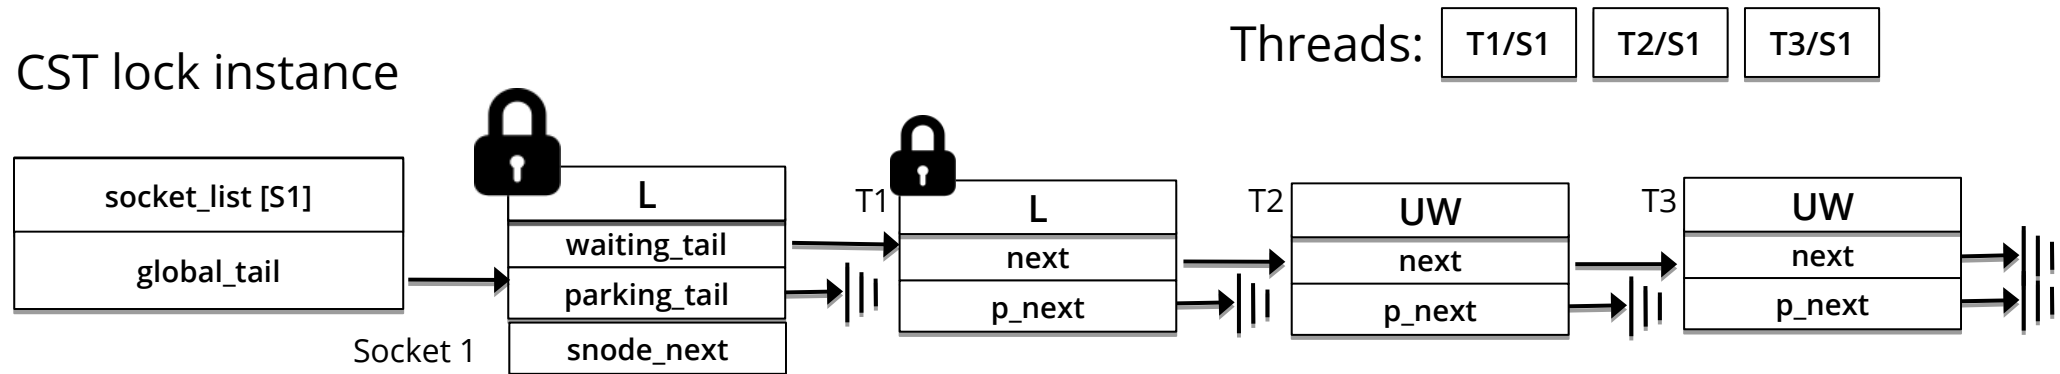 Threads:
T1/S1
T2/S1
T3/S1
CST lock instance
socket_list [S1]
global_tail
Socket 1
L
waiting_tail
parking_tail
snode_next
T1
L
next
p_next
T2
UW
next
p_next
T3
UW
next
p_next